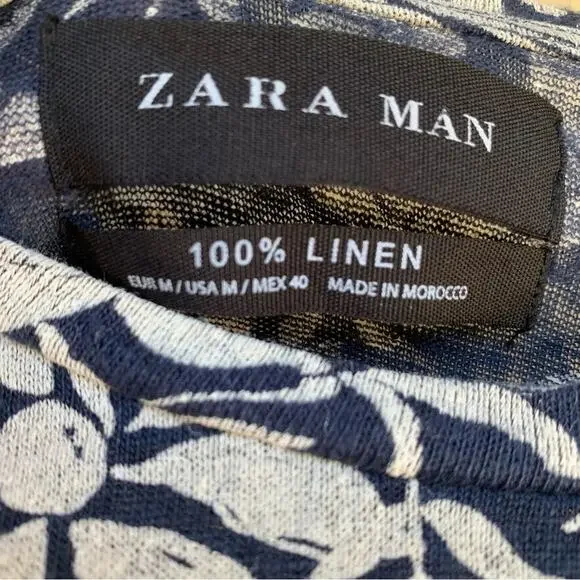 ZARA MAN
100% LINEN
EUR M / USA M / MEX 40 MADE IN MOROCCO